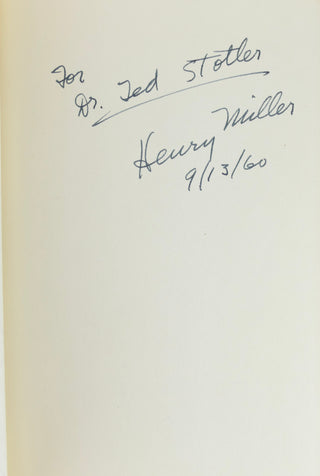 For
Dr. Ted Stotler
Henry Miller
9/13/60